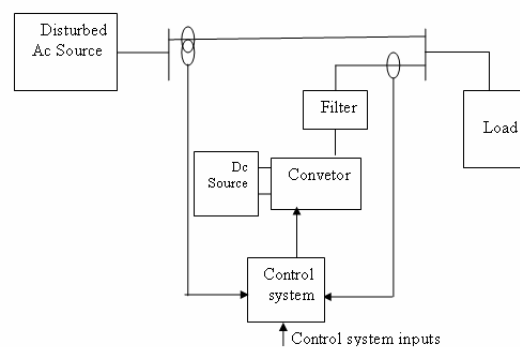 Disturbed
Ac Source
Filter
Load
Dc
Source
Convetor
Control
system
Control system inputs